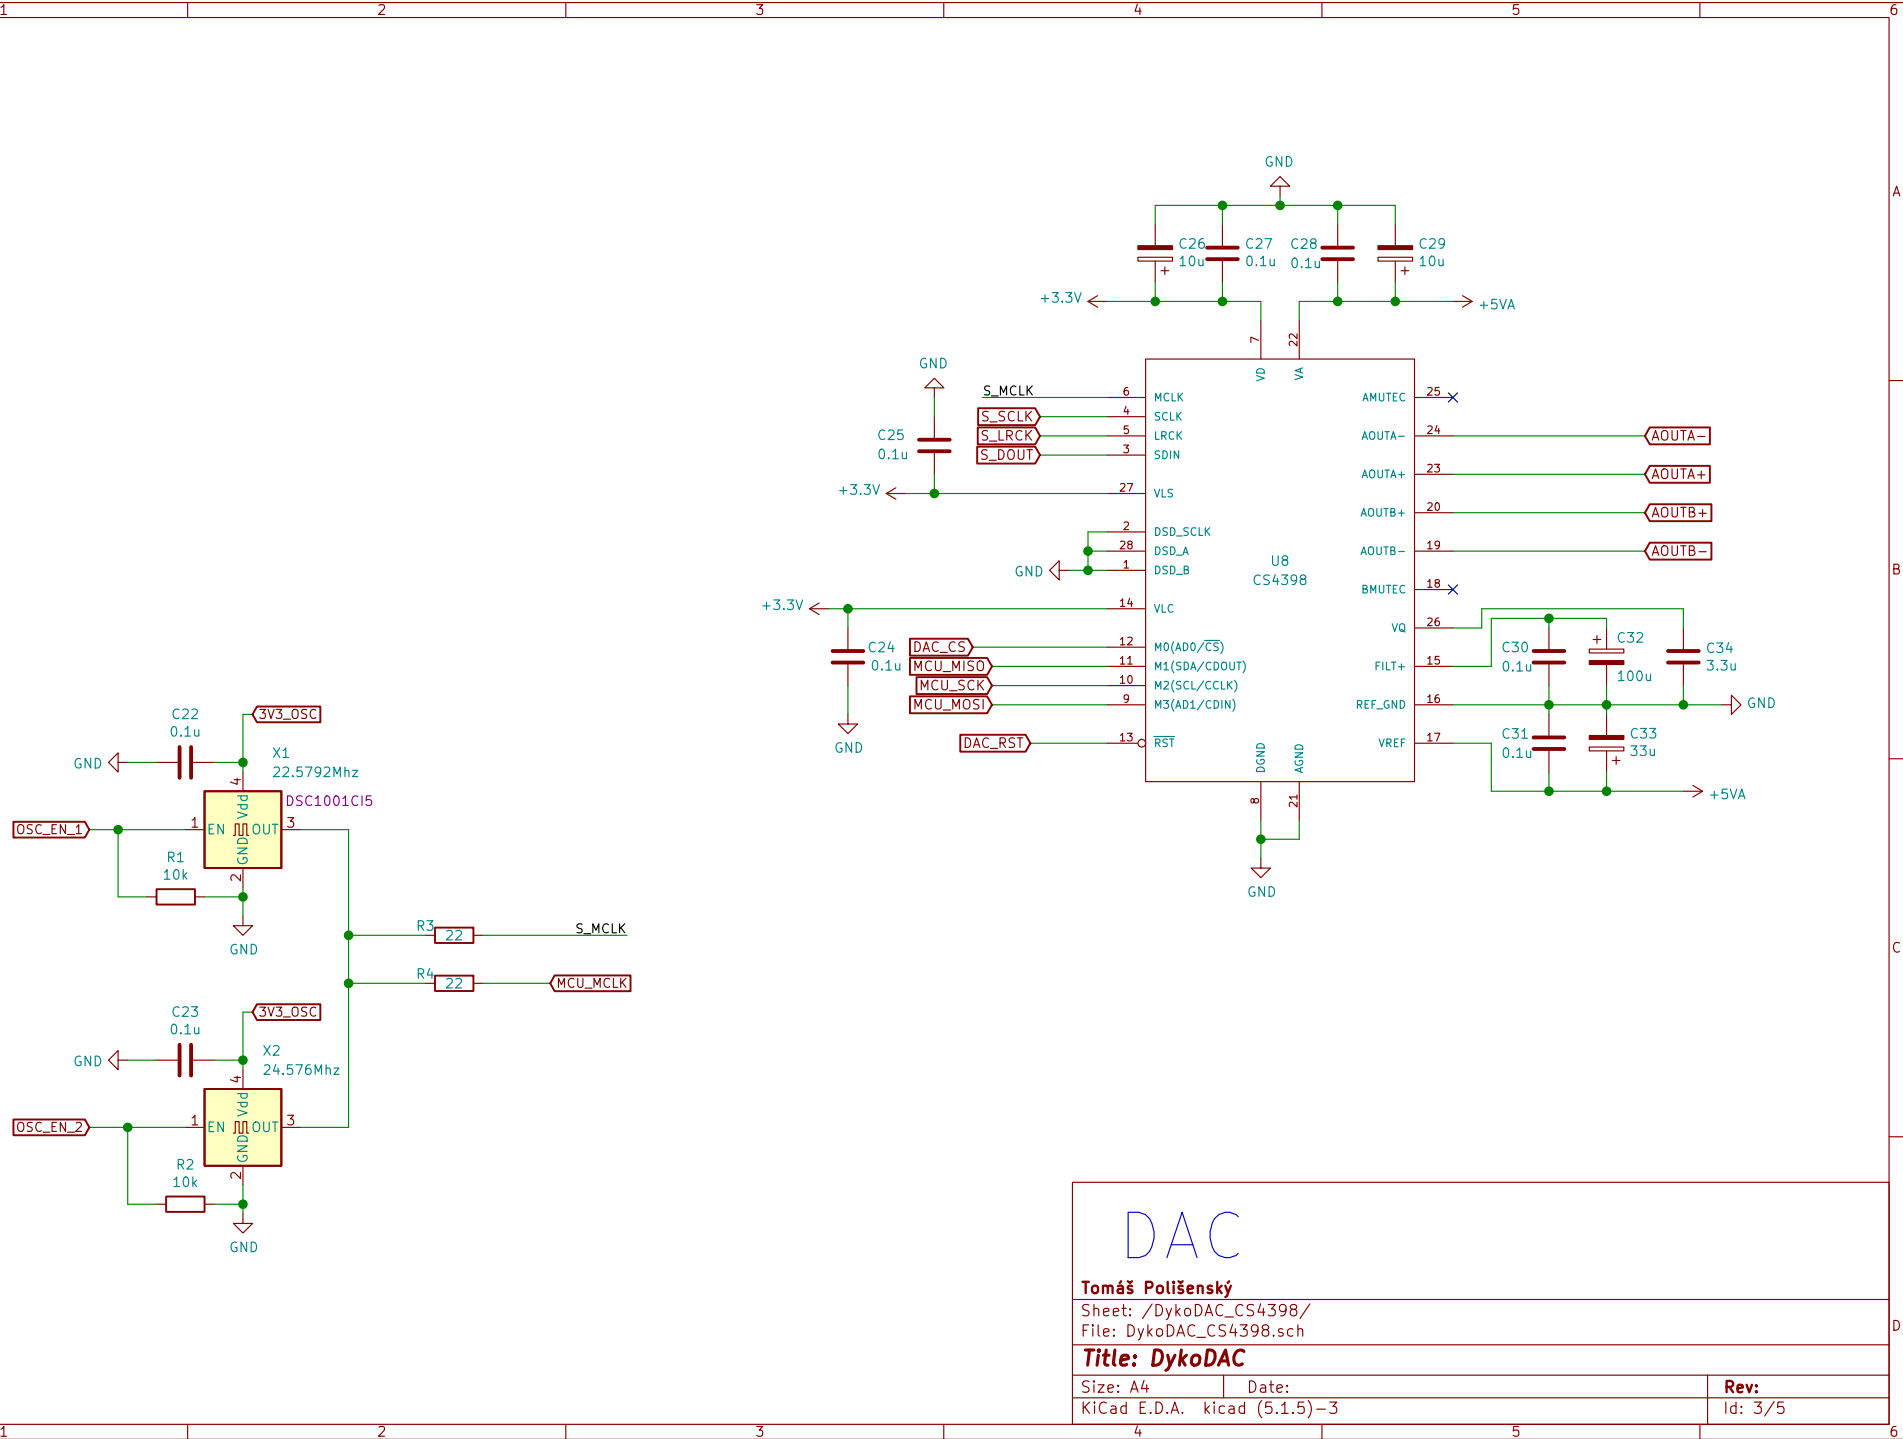 1 2 3 4 5 6
A
B
C
D
GND
C26
10u
C27
0.1u
C28
0.1u
C29
10u
+
+
+3.3V
+5VA
7
22
VD
VA
GND
C25
0.1u
+3.3V
S_MCLK
6 MCLK
S_SCLK 4 SCLK
S_LRCK 5 LRCK
S_DOUT 3 SDIN
27 VLS
2 DSD_SCLK
28 DSD_A
GND 1 DSD_B
+3.3V 14 VLC
C24
0.1u
GND
DAC_CS 12 M0(AD0/CS)
MCU_MISO 11 M1(SDA/CDOUT)
MCU_SCK 10 M2(SCL/CCLK)
MCU_MOSI 9 M3(AD1/CDIN)
DAC_RST 13 RST
U8
CS4398
AMUTEC 25
AOUTA- 24 AOUTA-
AOUTA+ 23 AOUTA+
AOUTB+ 20 AOUTB+
AOUTB- 19 AOUTB-
BMUTEC 18
VQ 26
FILT+ 15
REF_GND 16
VREF 17
C30
0.1u
+
C32
100u
C34
3.3u
GND
C31
0.1u
C33
33u
+
+5VA
DGND
AGND
8
21
GND
C22
0.1u
3V3_OSC
GND
X1
22.5792Mhz
DSC1001CI5
4
Vdd
OSC_EN_1 1 EN OUT 3
GND
2
R1
10k
GND
R3
22
S_MCLK
R4
22
MCU_MCLK
C23
0.1u
3V3_OSC
GND
X2
24.576Mhz
4
Vdd
OSC_EN_2 1 EN OUT 3
GND
2
R2
10k
GND
DAC
Tomáš Polišenský
Sheet: /DykoDAC_CS4398/
File: DykoDAC_CS4398.sch
Title: DykoDAC
Size: A4 Date: Rev:
KiCad E.D.A. kicad (5.1.5)-3 Id: 3/5
1 2 3 4 5 6